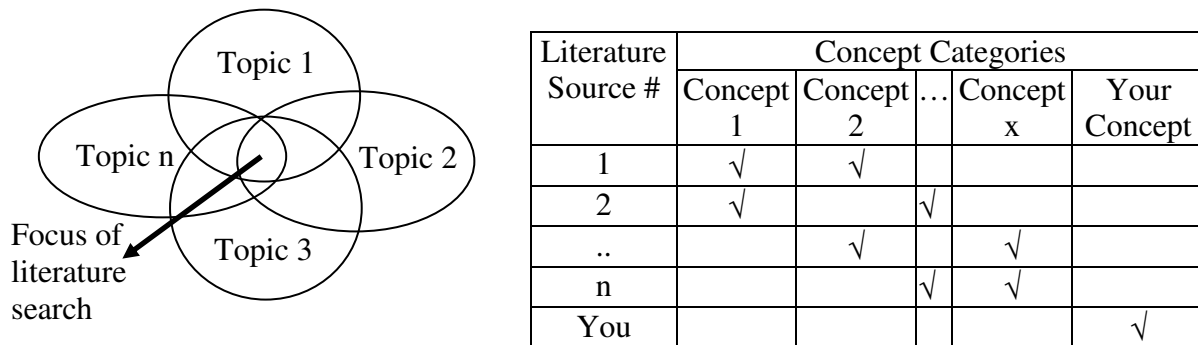 Topic 1
Topic n
Topic 2
Topic 3
Focus of
literature
search
Literature
Source #
Concept Categories
Concept
1
Concept
2
…
Concept
x
Your
Concept
1 √ √
2 √ √
.. √ √
n √ √
You √